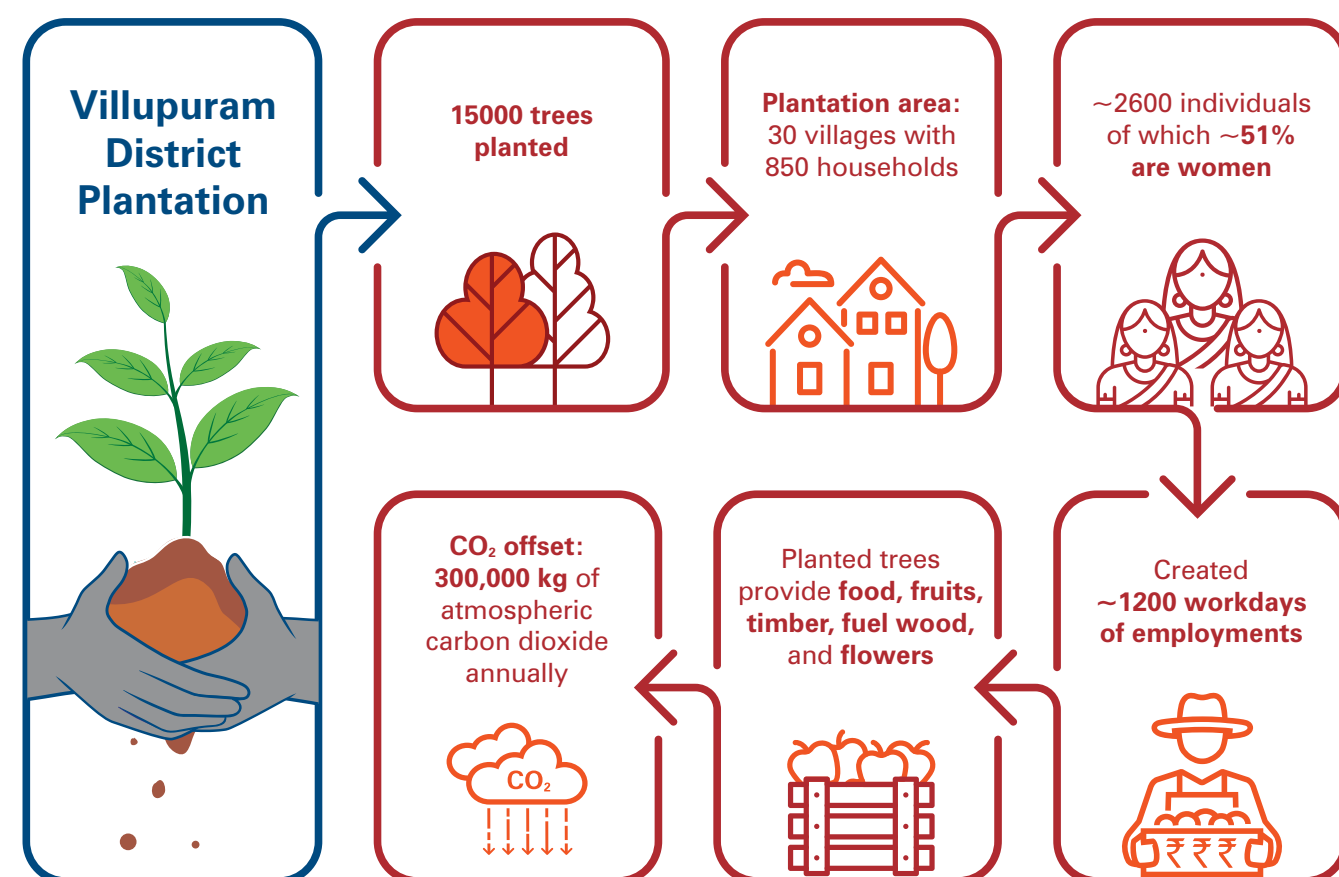 Villupuram
District
Plantation
15000 trees
planted
Plantation area:
30 villages with
850 households
~2600 individuals
of which ~51%
are women
Created
~1200 workdays
of employments
₹ ₹ ₹
Planted trees
provide food, fruits,
timber, fuel wood,
and flowers
CO₂ offset:
300,000 kg of
atmospheric
carbon dioxide
annually
CO₂